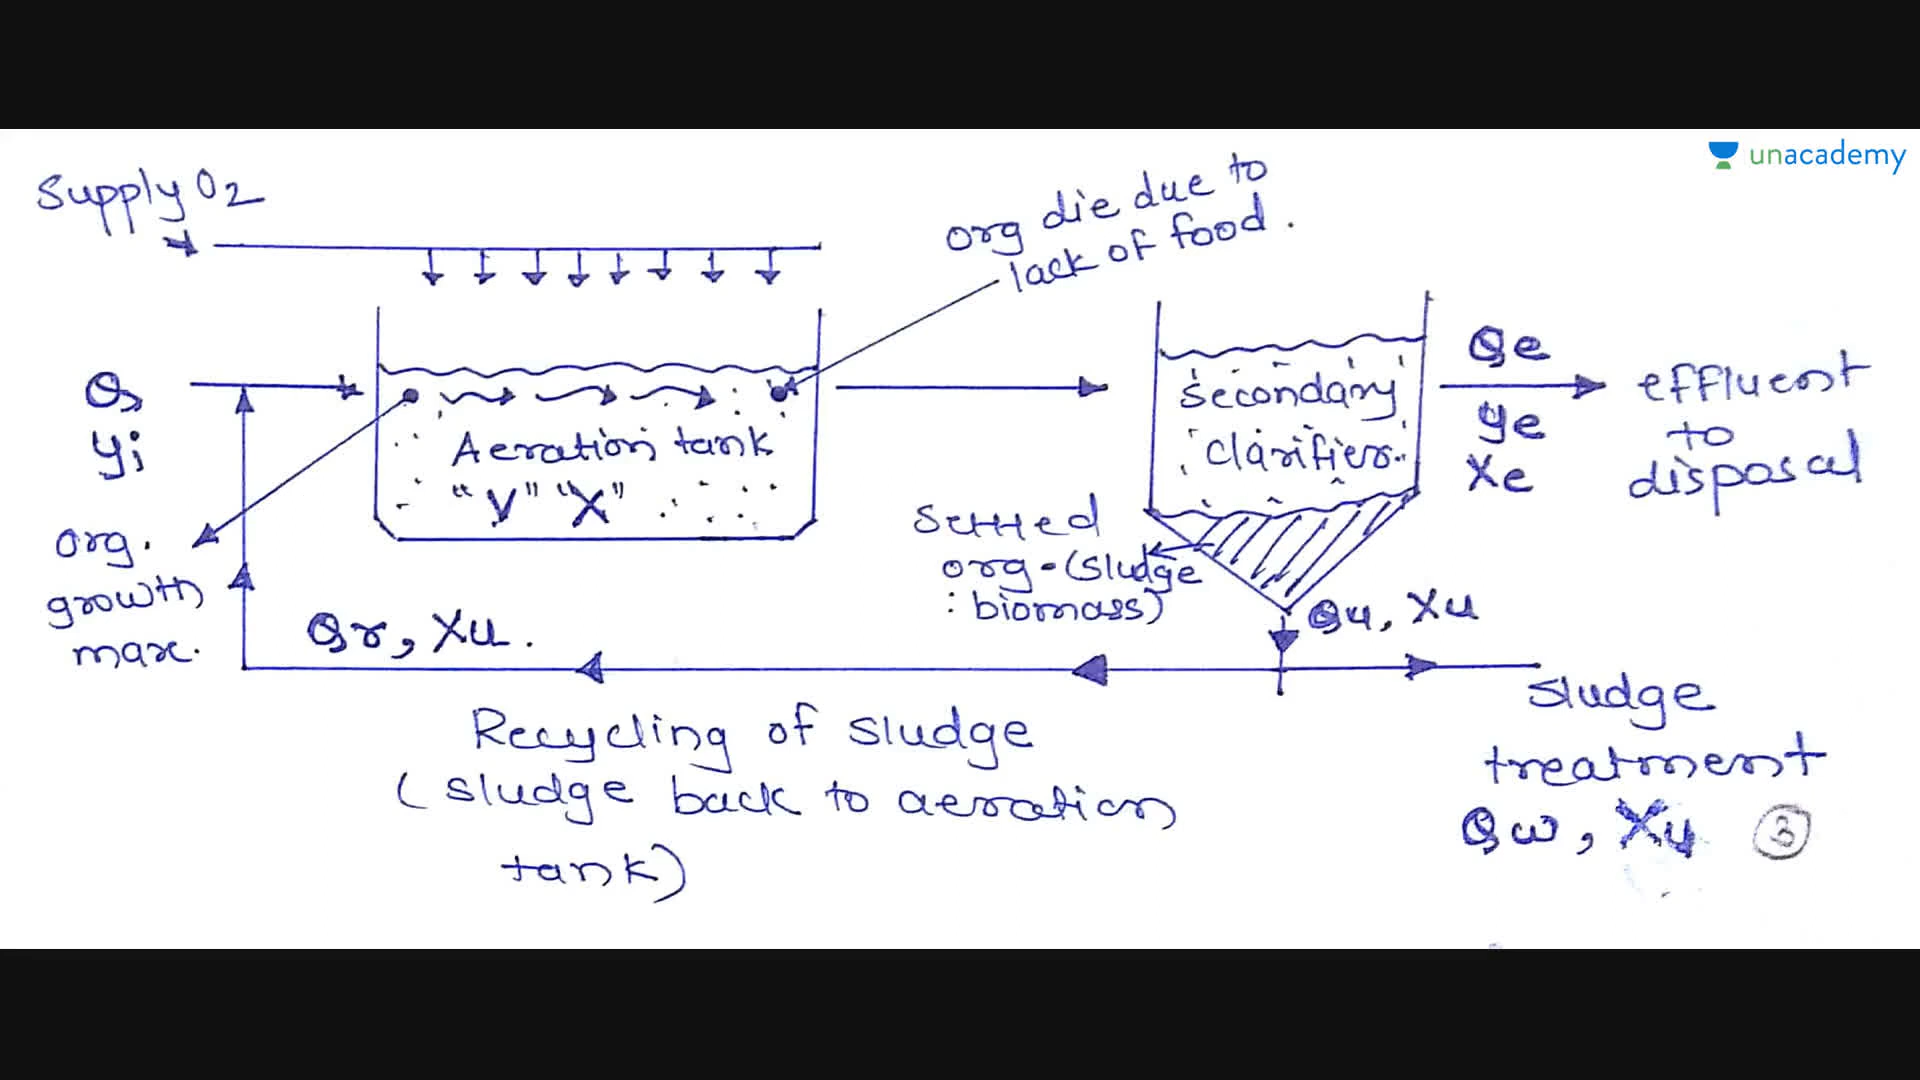 unacademy
Supply O2
org die due to
lack of food.
Q
yi
Aeration tank
"V" "X"
secondary
clarifier
Qe
ye
Xe
effluent
to
disposal
org.
growth
max.
settled
org-(sludge
: biomass)
Qu, Xu
Qr, Xu.
Recycling of sludge
(sludge back to aeration
tank)
sludge
treatment
Qw, Xu
3